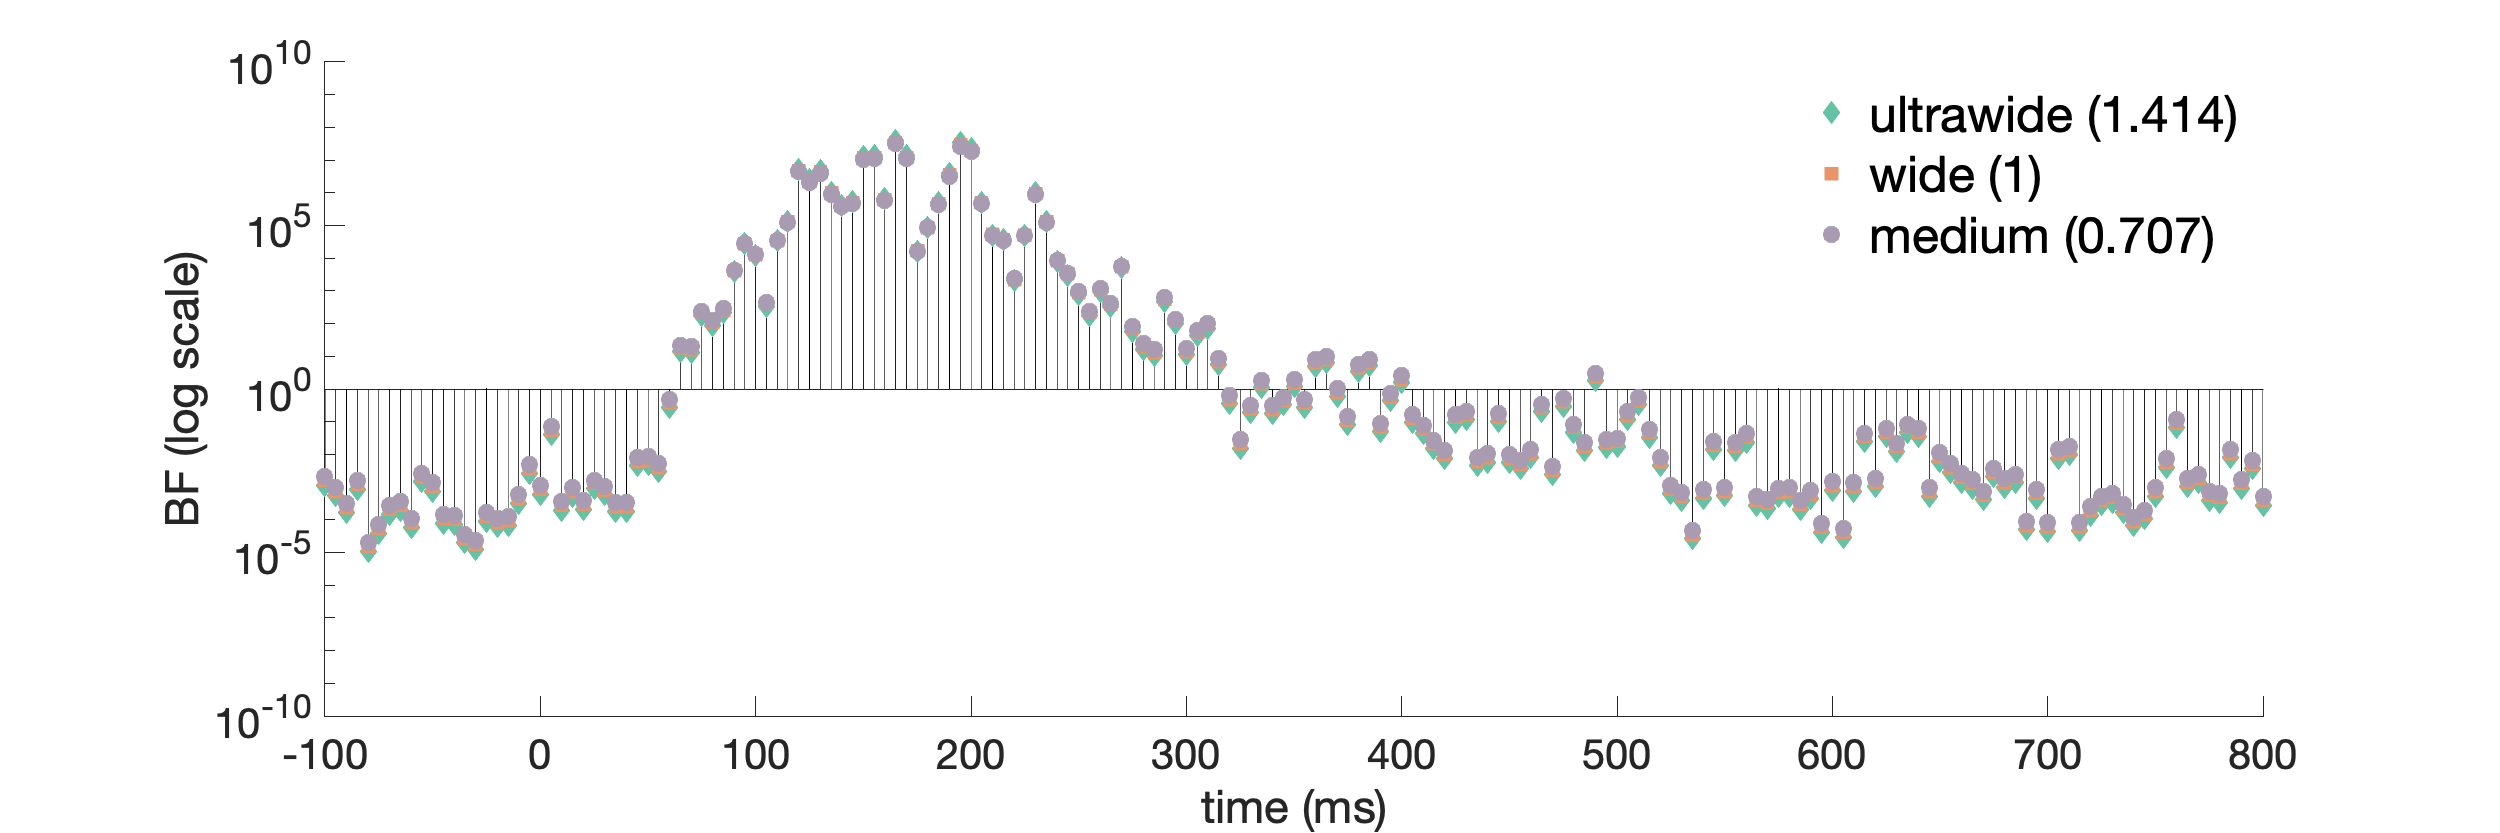 10^10
10^5
10^0
10^-5
10^-10
BF (log scale)
ultrawide (1.414)
wide (1)
medium (0.707)
-100 0 100 200 300 400 500 600 700 800
time (ms)